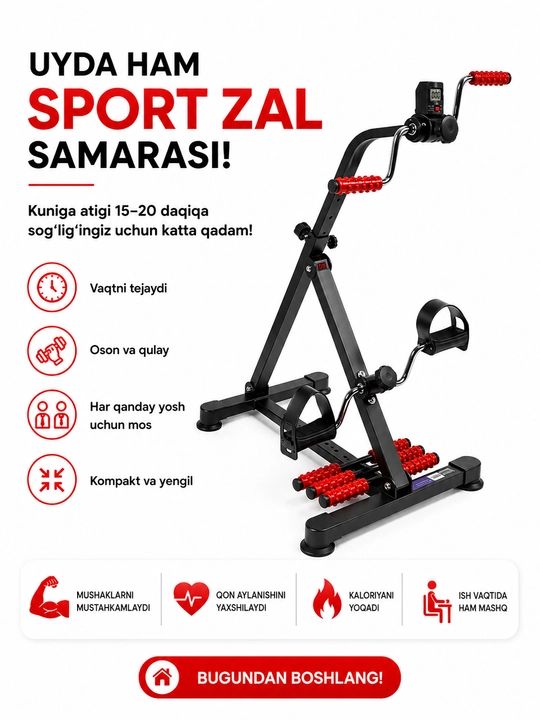 UYDA HAM
SPORT ZAL
SAMARASI!
Kuniga atigi 15–20 daqiqa
sog‘lig‘ingiz uchun katta qadam!
Vaqtni tejaydi
Oson va qulay
Har qanday yosh
uchun mos
Kompakt va yengil
MUSHAKLARNI
MUSTAHKAMLAYDI
QON AYLANISHINI
YAXSHILAYDI
KALORIYANI
YOQADI
ISH VAQTIDA
HAM MASHQ
BUGUNDAN BOSHLANG!